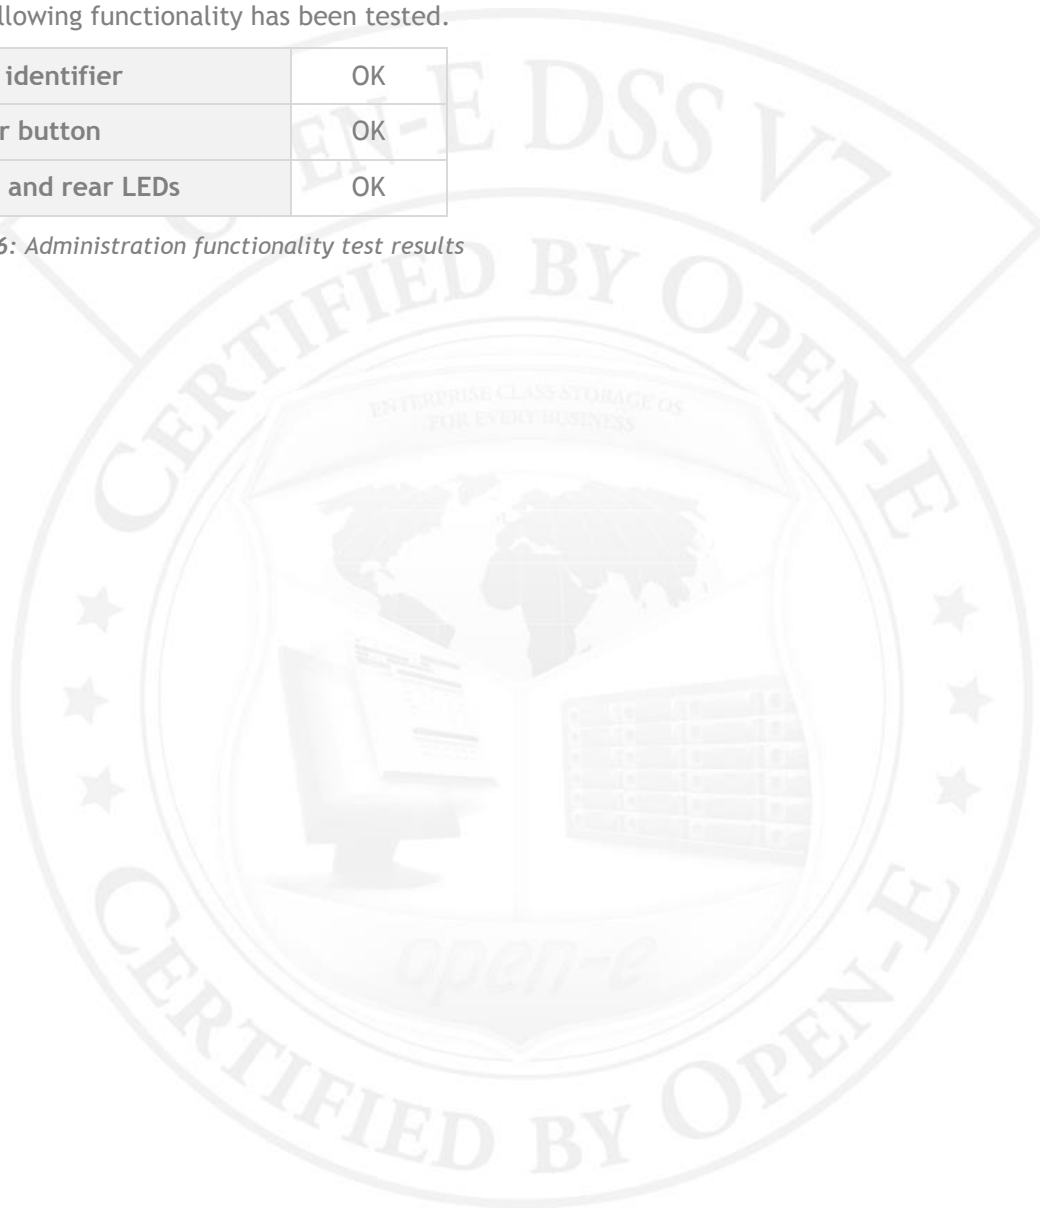 llowing functionality has been tested.
identifier OK
r button OK
and rear LEDs OK
6: Administration functionality test results
EN-E DSS V7
CERTIFIED BY OPEN-E
ENTERPRISE CLASS STORAGE OS
FOR EVERY BUSINESS
open-e
CERTIFIED BY OPEN-E